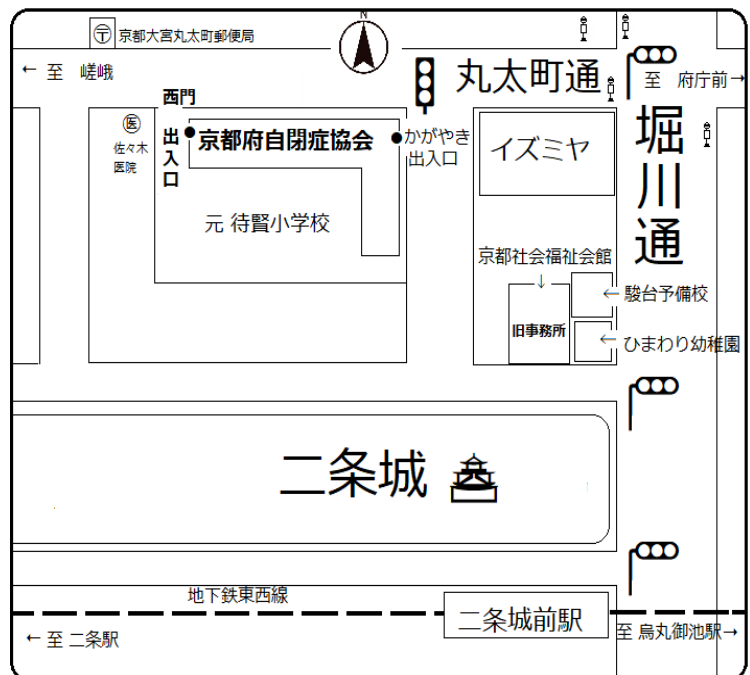 N
〒 京都大宮丸太町郵便局
← 至 嵯峨
丸太町通
至 府庁前→
西門
医
佐々木
医院
出入口
京都府自閉症協会
かがやき
出入口
イズミヤ
堀川通
元 待賢小学校
京都社会福祉会館
↓
← 駿台予備校
旧事務所
← ひまわり幼稚園
二条城
地下鉄東西線
二条城前駅
← 至 二条駅
至 烏丸御池駅→